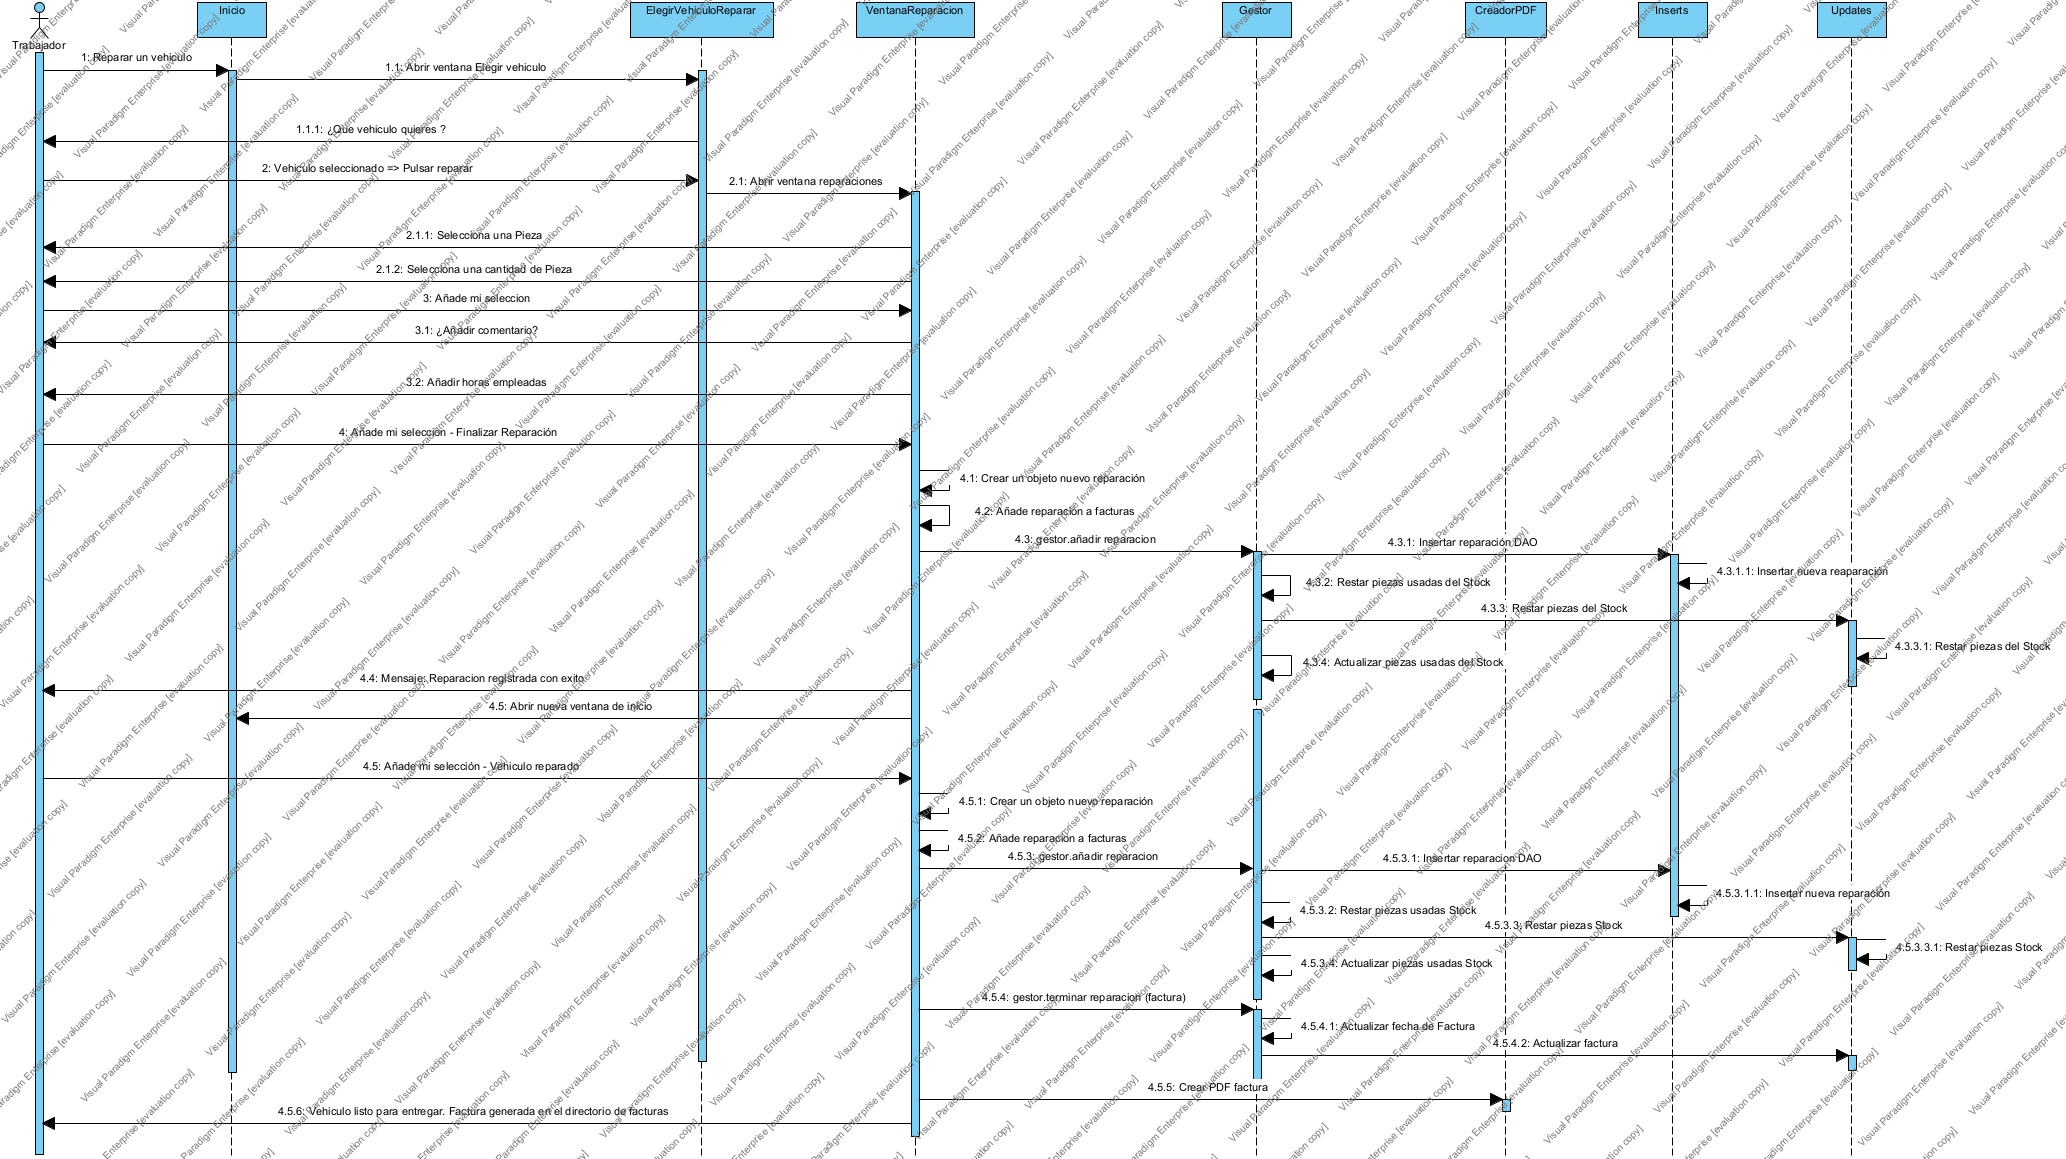 Inicio
ElegirVehiculoReparar
VentanaReparacion
Gestor
CreadorPDF
Inserts
Updates
Trabajador
1: Reparar un vehiculo
1.1: Abrir ventana Elegir vehiculo
1.1.1: ¿Que vehiculo quieres ?
2: Vehiculo seleccionado => Pulsar reparar
2.1: Abrir ventana reparaciones
2.1.1: Selecciona una Pieza
2.1.2: Selecciona una cantidad de Pieza
3: Añade mi seleccion
3.1: ¿Añadir comentario?
3.2: Añadir horas empleadas
4: Añade mi selección - Finalizar Reparación
4.1: Crear un objeto nuevo reparación
4.2: Añade reparación a facturas
4.3: gestor.añadir reparacion
4.3.1: Insertar reparación DAO
4.3.1.1: Insertar nueva reaparación
4.3.2: Restar piezas usadas del Stock
4.3.3: Restar piezas del Stock
4.3.3.1: Restar piezas del Stock
4.3.4: Actualizar piezas usadas del Stock
4.4: Mensaje: Reparacion registrada con exito
4.5: Abrir nueva ventana de inicio
4.5: Añade mi selección - Vehiculo reparado
4.5.1: Crear un objeto nuevo reparación
4.5.2: Añade reparacion a facturas
4.5.3: gestor.añadir reparacion
4.5.3.1: Insertar reparacion DAO
4.5.3.1.1: Insertar nueva reparación
4.5.3.2: Restar piezas usadas Stock
4.5.3.3: Restar piezas Stock
4.5.3.3.1: Restar piezas Stock
4.5.3.4: Actualizar piezas usadas Stock
4.5.4: gestor.terminar reparacion (factura)
4.5.4.1: Actualizar fecha de Factura
4.5.4.2: Actualizar factura
4.5.5: Crear PDF factura
4.5.6: Vehiculo listo para entregar. Factura generada en el directorio de facturas
Visual Paradigm Enterprise [evaluation copy]